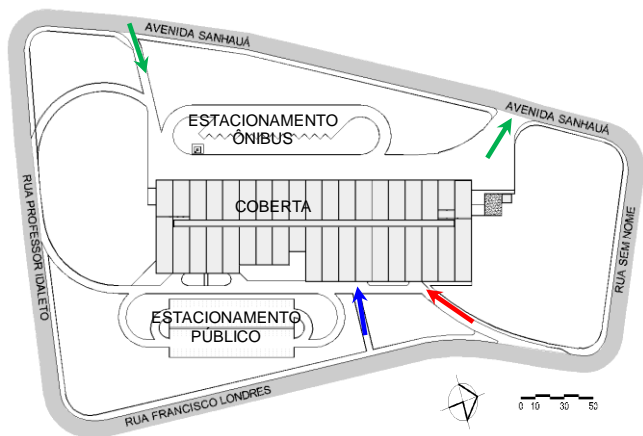 AVENIDA SANHAUÁ
AVENIDA SANHAUÁ
ESTACIONAMENTO
ÔNIBUS
COBERTA
RUA PROFESSOR IDALETO
RUA SEM NOME
ESTACIONAMENTO
PÚBLICO
RUA FRANCISCO LONDRES
0 10 30 50